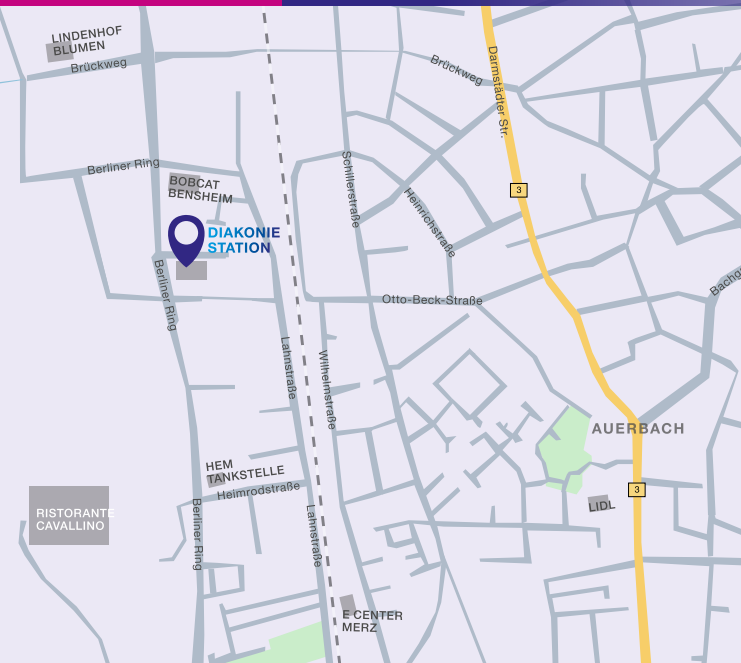 LINDENHOF
BLUMEN
Brückweg
Brückweg
Darmstädter Str.
Berliner Ring
BOBCAT
BENSHEIM
Schillerstraße
3
Heinrichstraße
DIAKONIE
STATION
Berliner Ring
Otto-Beck-Straße
Lahnstraße
Wilhelmstraße
AUERBACH
HEM
TANKSTELLE
Heimrodstraße
3
RISTORANTE
CAVALLINO
LIDL
Berliner Ring
Lahnstraße
E CENTER
MERZ